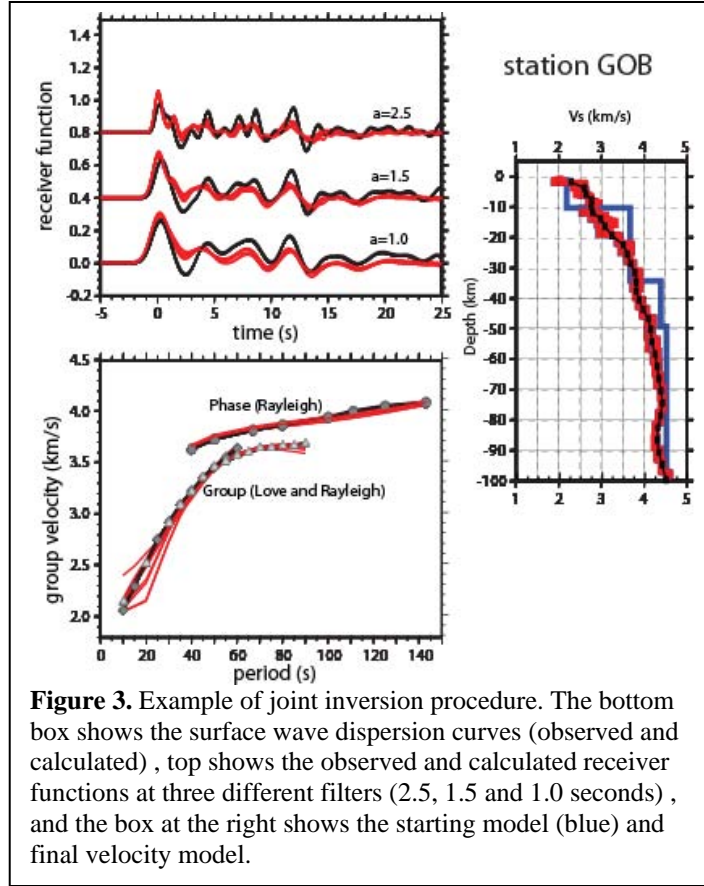 1.4
1.2
1.0
0.8
0.6
0.4
0.2
0.0
-0.2
receiver function
a=2.5
a=1.5
a=1.0
-5 0 5 10 15 20 25
time (s)
4.5
4.0
3.5
3.0
2.5
2.0
group velocity (km/s)
Phase (Rayleigh)
Group (Love and Rayleigh)
0 20 40 60 80 100 120 140
period (s)
station GOB
Vs (km/s)
1 2 3 4 5
0
-10
-20
-30
-40
-50
-60
-70
-80
-90
-100
Depth (km)
1 2 3 4 5
Figure 3. Example of joint inversion procedure. The bottom
box shows the surface wave dispersion curves (observed and
calculated) , top shows the observed and calculated receiver
functions at three different filters (2.5, 1.5 and 1.0 seconds) ,
and the box at the right shows the starting model (blue) and
final velocity model.